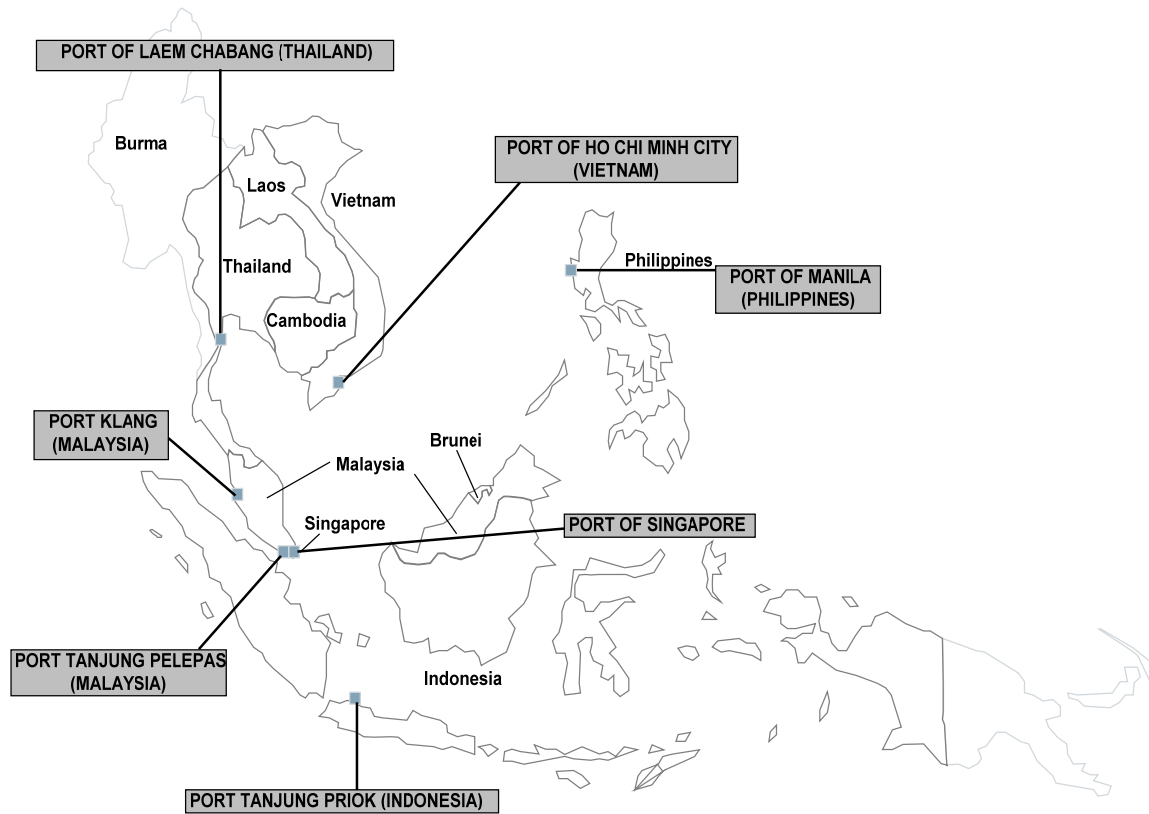 PORT OF LAEM CHABANG (THAILAND)
Burma
PORT OF HO CHI MINH CITY
(VIETNAM)
Laos
Vietnam
Thailand
Philippines
PORT OF MANILA
(PHILIPPINES)
Cambodia
PORT KLANG
(MALAYSIA)
Brunei
Malaysia
Singapore
PORT OF SINGAPORE
PORT TANJUNG PELEPAS
(MALAYSIA)
Indonesia
PORT TANJUNG PRIOK (INDONESIA)